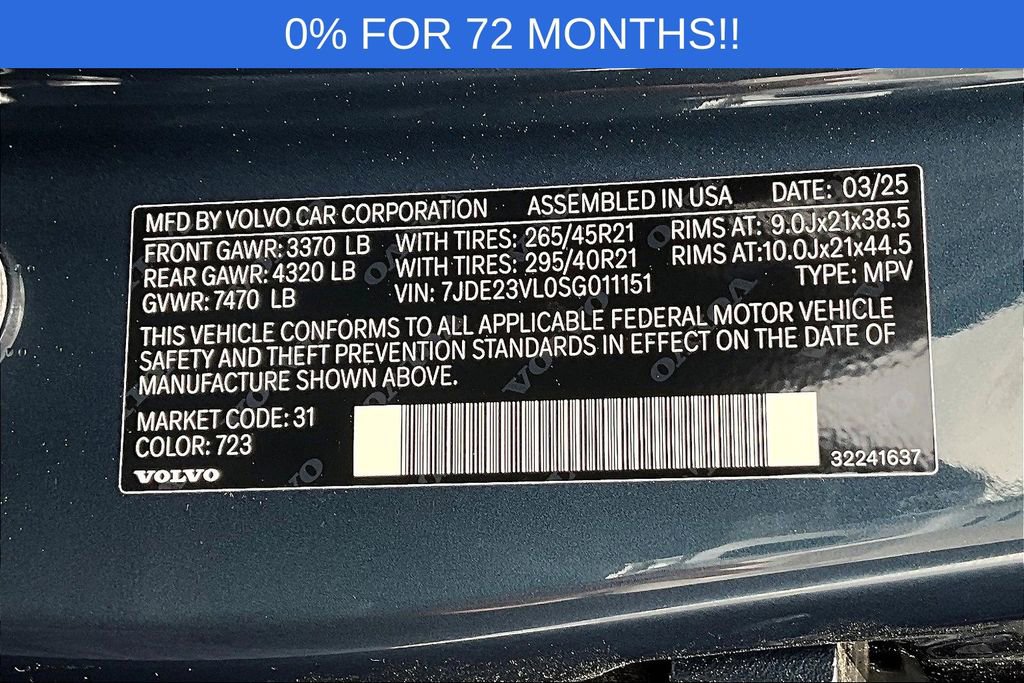 0% FOR 72 MONTHS!!
MFD BY VOLVO CAR CORPORATION ASSEMBLED IN USA DATE: 03/25
FRONT GAWR: 3370 LB WITH TIRES: 265/45R21 RIMS AT: 9.0Jx21x38.5
REAR GAWR: 4320 LB WITH TIRES: 295/40R21 RIMS AT:10.0Jx21x44.5
GVWR: 7470 LB VIN: 7JDE23VL0SG011151 TYPE: MPV
THIS VEHICLE CONFORMS TO ALL APPLICABLE FEDERAL MOTOR VEHICLE
SAFETY AND THEFT PREVENTION STANDARDS IN EFFECT ON THE DATE OF
MANUFACTURE SHOWN ABOVE.
MARKET CODE: 31
COLOR: 723
VOLVO
32241637